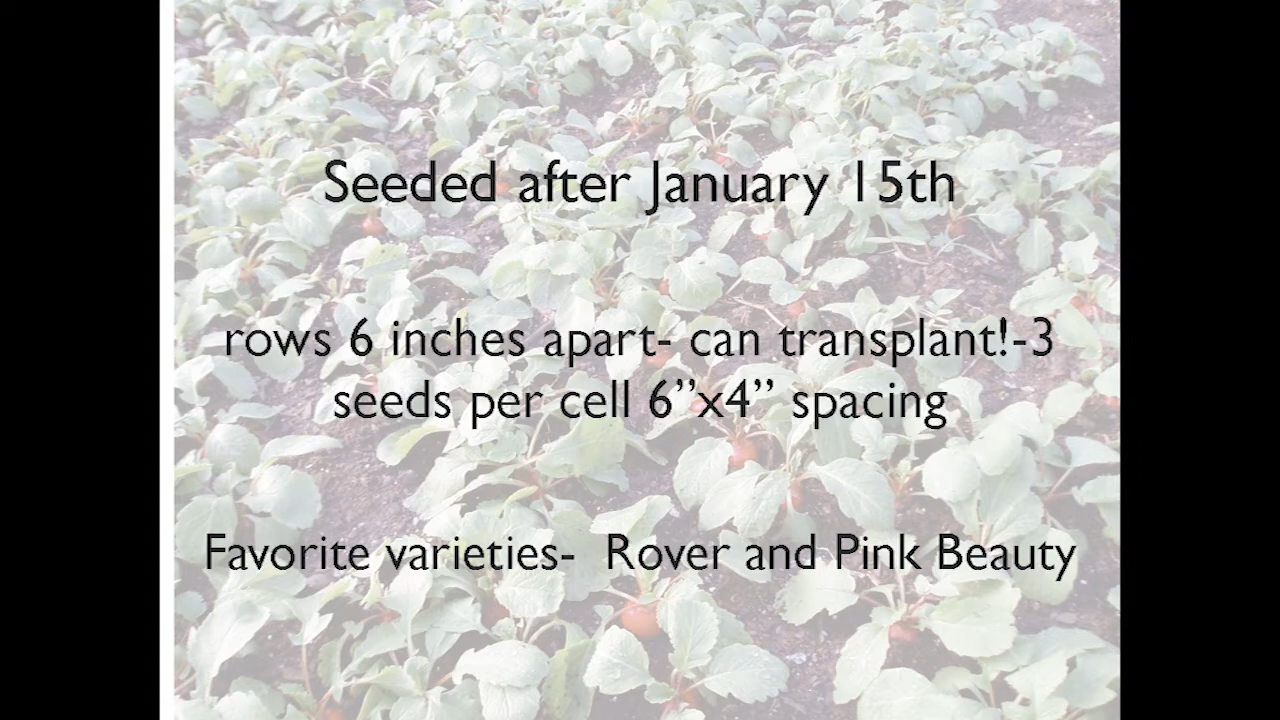 Seeded after January 15th
rows 6 inches apart- can transplant!-3
seeds per cell 6”x4” spacing
Favorite varieties-  Rover and Pink Beauty